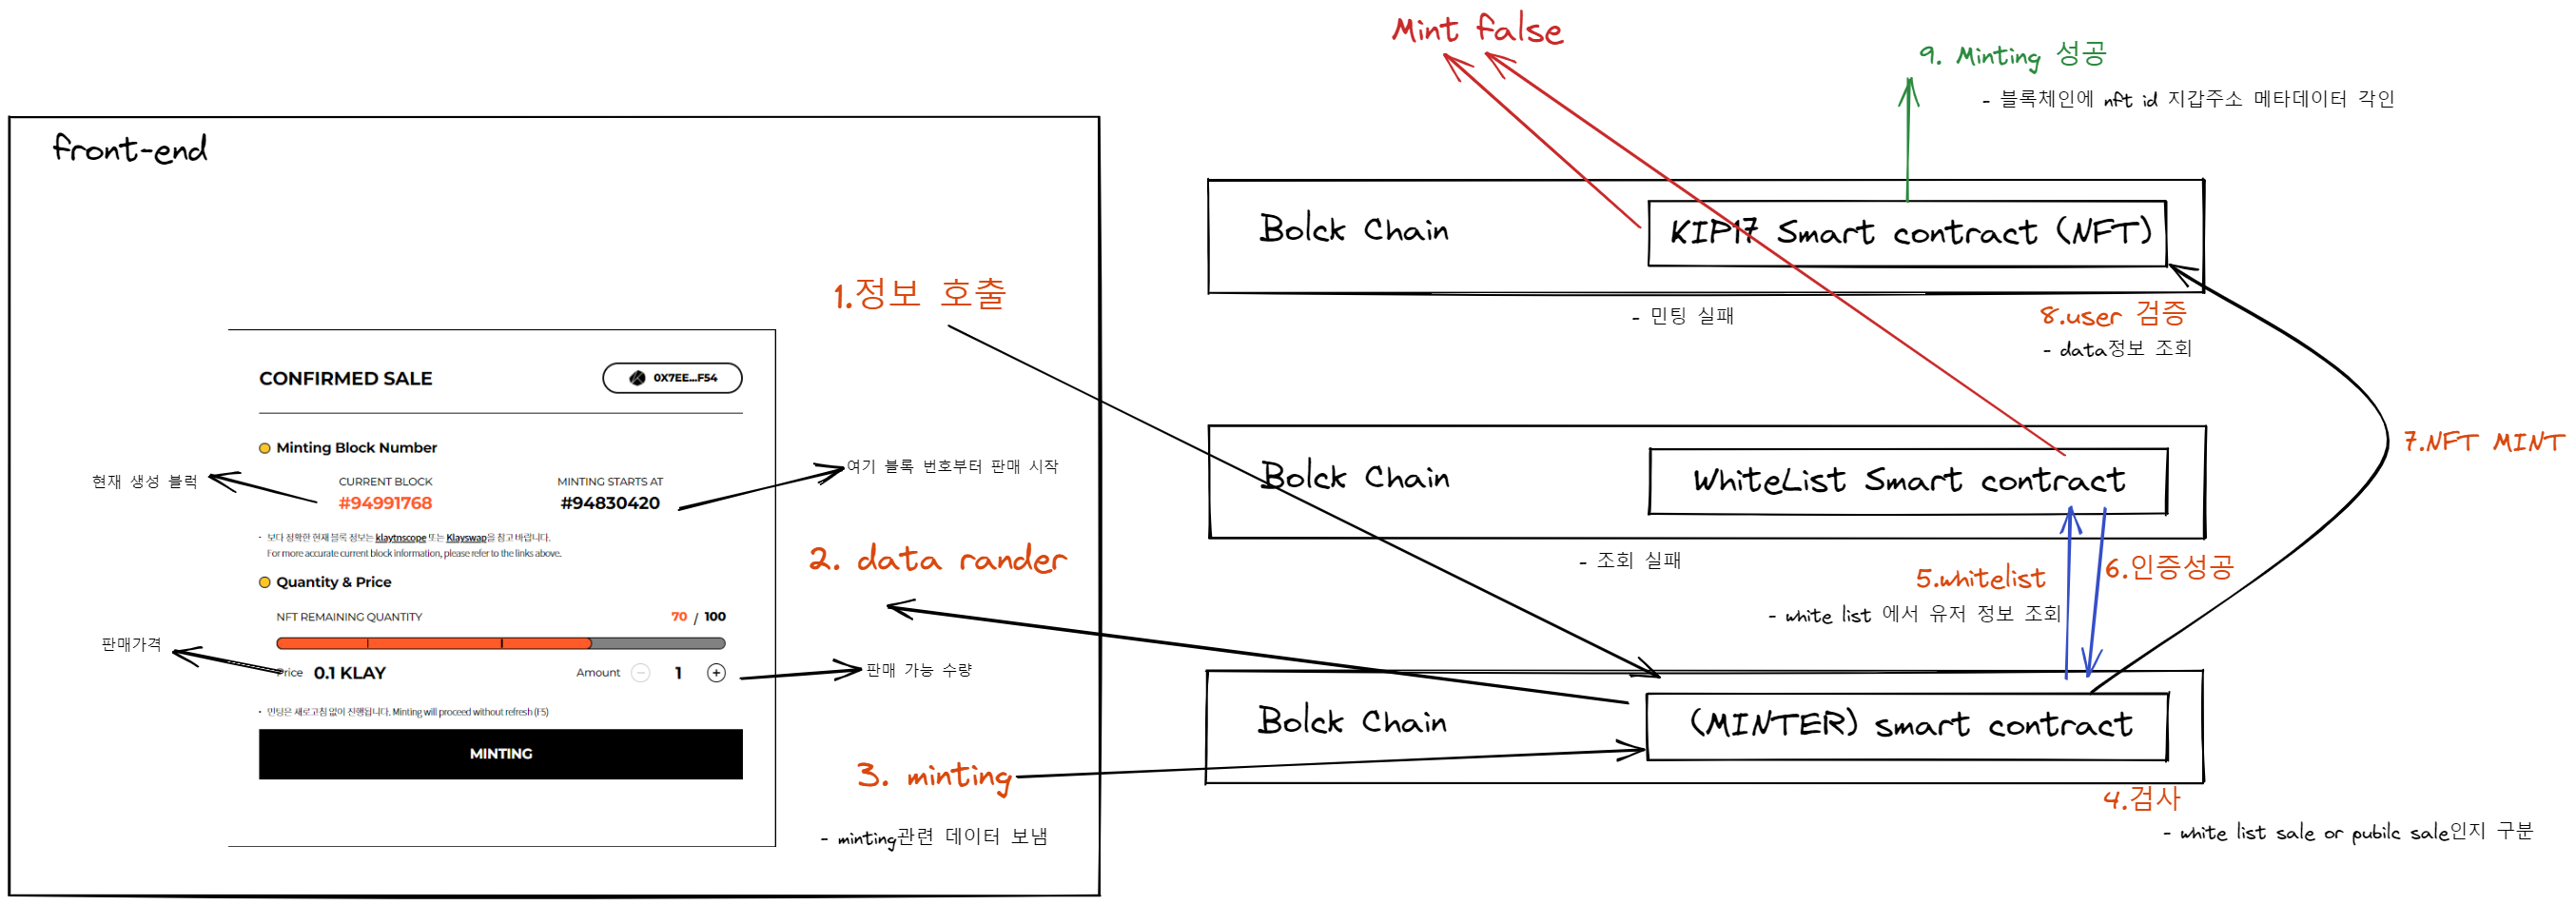 Mint false
9. Minting 성공
- 블록체인에 nft id 지갑주소 메타데이터 각인
front-end
Bolck Chain
KIP17 Smart contract (NFT)
- 민팅 실패
8.user 검증
- data정보 조회
1.정보 호출
CONFIRMED SALE
0X7EE...F54
Minting Block Number
현재 생성 블럭
CURRENT BLOCK
#94991768
MINTING STARTS AT
#94830420
여기 블록 번호부터 판매 시작
· 보다 정확한 현재 블록 정보는 klaytnscope 또는 Klayswap을 참고 바랍니다.
For more accurate current block information, please refer to the links above.
2. data rander
Quantity & Price
NFT REMAINING QUANTITY
70 / 100
판매가격
Price 0.1 KLAY
Amount - 1 +
판매 가능 수량
· 민팅은 새로고침 없이 진행됩니다. Minting will proceed without refresh (F5)
MINTING
3. minting
- minting관련 데이터 보냄
Bolck Chain
WhiteList Smart contract
7.NFT MINT
- 조회 실패
5.whitelist
- white list 에서 유저 정보 조회
6.인증성공
Bolck Chain
(MINTER) smart contract
4.검사
- white list sale or pubilc sale인지 구분